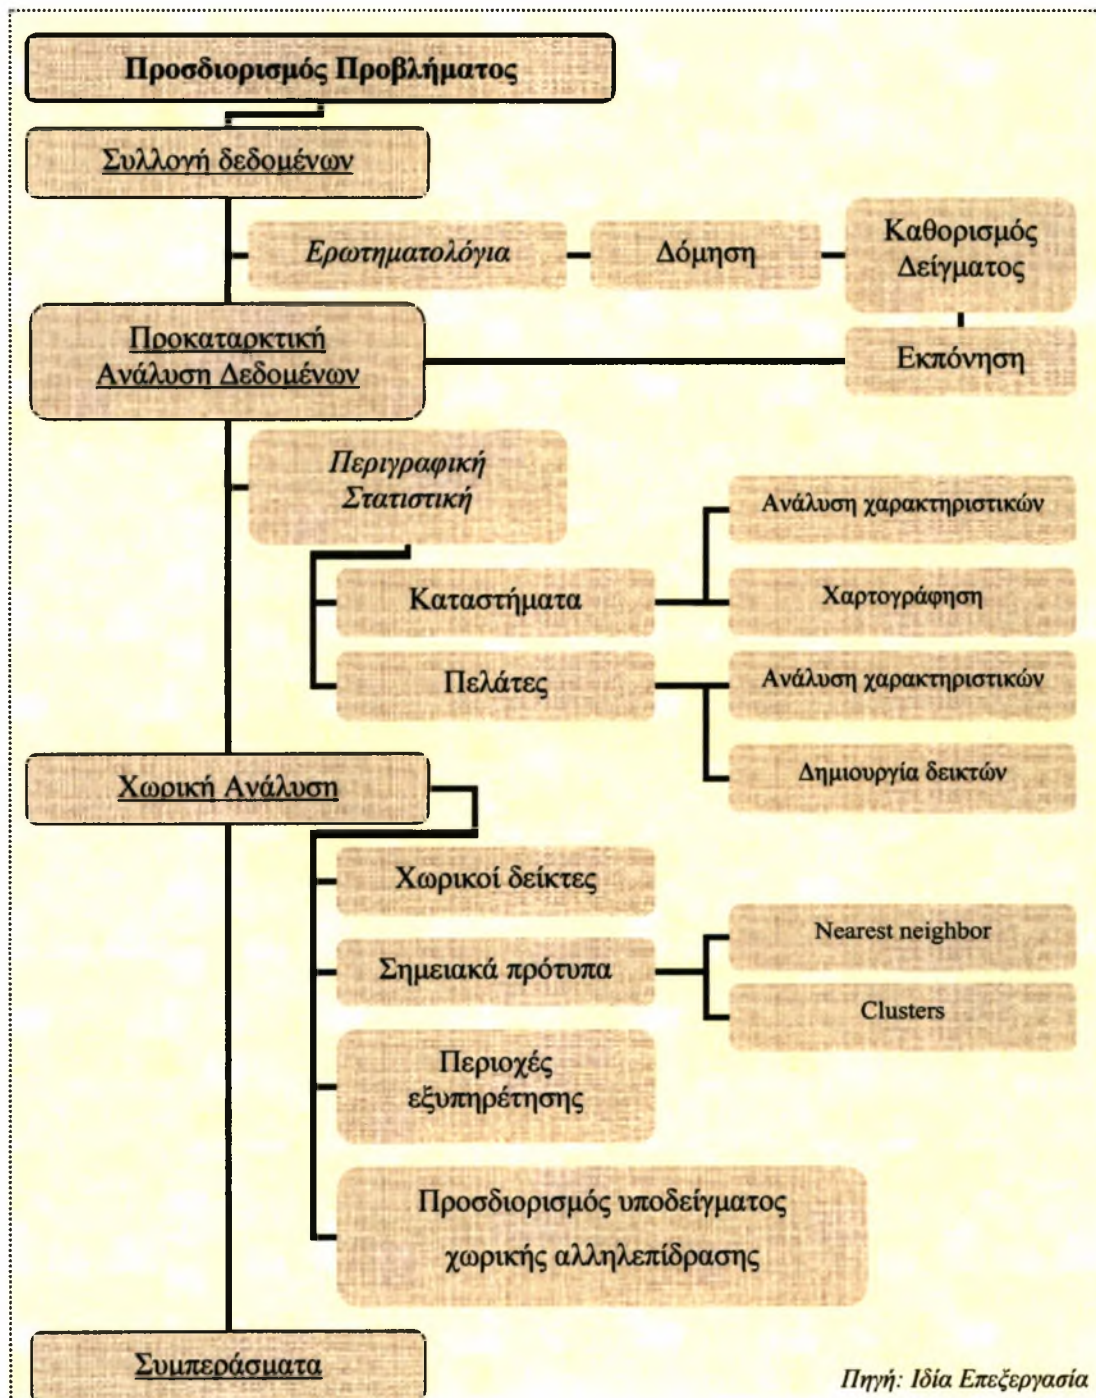 Προσδιορισμός Προβλήματος
Συλλογή δεδομένων
Ερωτηματολόγια
Δόμηση
Καθορισμός
Δείγματος
Προκαταρκτική
Ανάλυση Δεδομένων
Εκπόνηση
Περιγραφική
Στατιστική
Ανάλυση χαρακτηριστικών
Καταστήματα
Χαρτογράφηση
Πελάτες
Ανάλυση χαρακτηριστικών
Χωρική Ανάλυση
Δημιουργία δεικτών
Χωρικοί δείκτες
Nearest neighbor
Σημειακά πρότυπα
Clusters
Περιοχές
εξυπηρέτησης
Προσδιορισμός υποδείγματος
χωρικής αλληλεπίδρασης
Συμπεράσματα
Πηγή: Ιδία Επεξεργασία